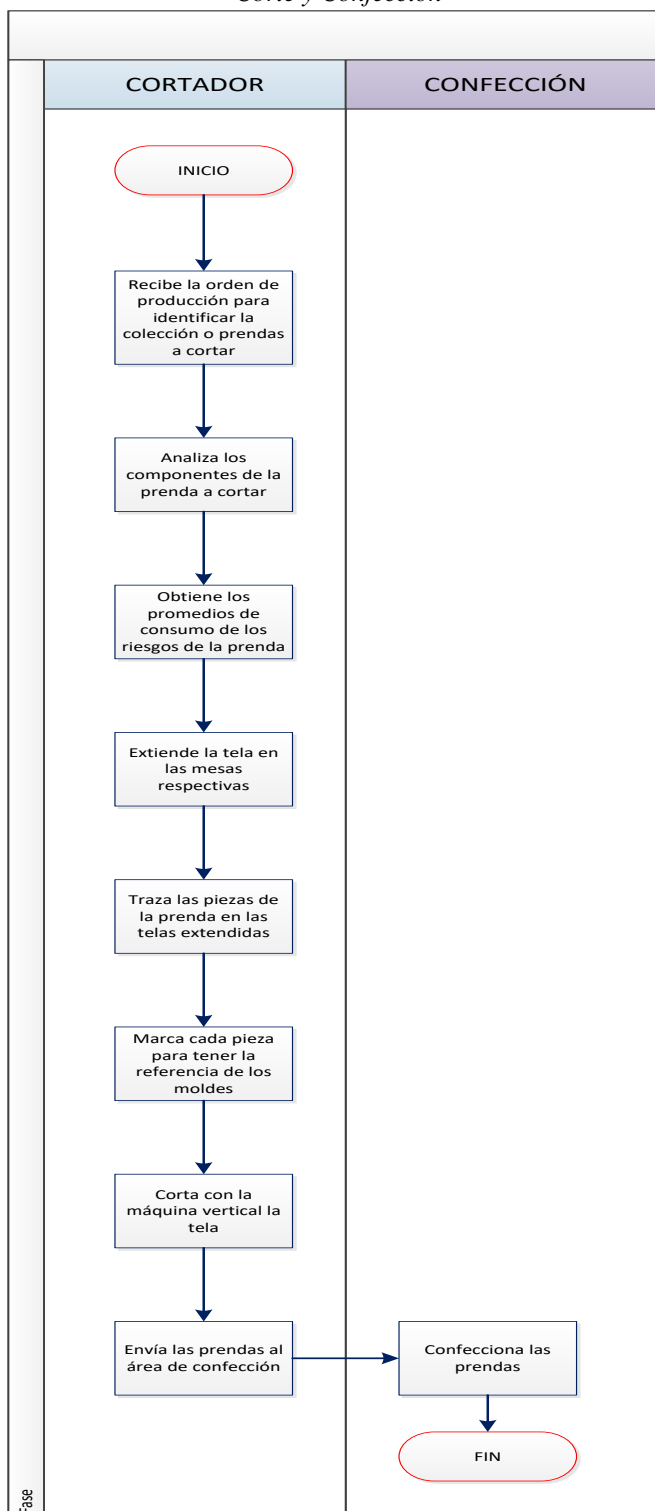 Corte y Confección
CORTADOR
CONFECCIÓN
INICIO
Recibe la orden de
producción para
identificar la
colección o prendas
a cortar
Analiza los
componentes de la
prenda a cortar
Obtiene los
promedios de
consumo de los
riesgos de la prenda
Extiende la tela en
las mesas
respectivas
Traza las piezas de
la prenda en las
telas extendidas
Marca cada pieza
para tener la
referencia de los
moldes
Corta con la
máquina vertical la
tela
Envía las prendas al
área de confección
Confecciona las
prendas
FIN
Fase